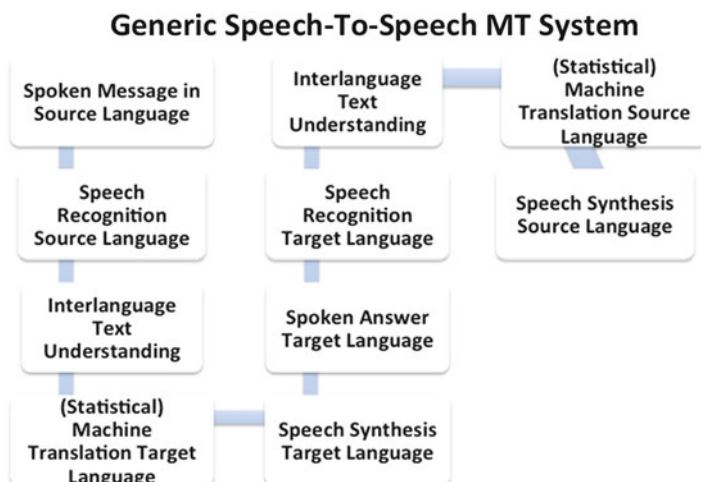 Generic Speech-To-Speech MT System
Spoken Message in
Source Language
Speech
Recognition
Source Language
Interlanguage
Text
Understanding
(Statistical)
Machine
Translation Target
Language
Speech Synthesis
Target Language
Spoken Answer
Target Language
Speech
Recognition
Target Language
Interlanguage
Text
Understanding
(Statistical)
Machine
Translation Source
Language
Speech Synthesis
Source Language